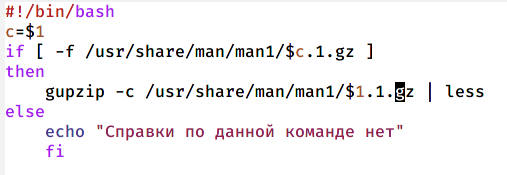 #!/bin/bash
c=$1
if [ -f /usr/share/man/man1/$c.1.gz ]
then
    gupzip -c /usr/share/man/man1/$1.1.gz | less
else
    echo "Справки по данной команде нет"
    fi